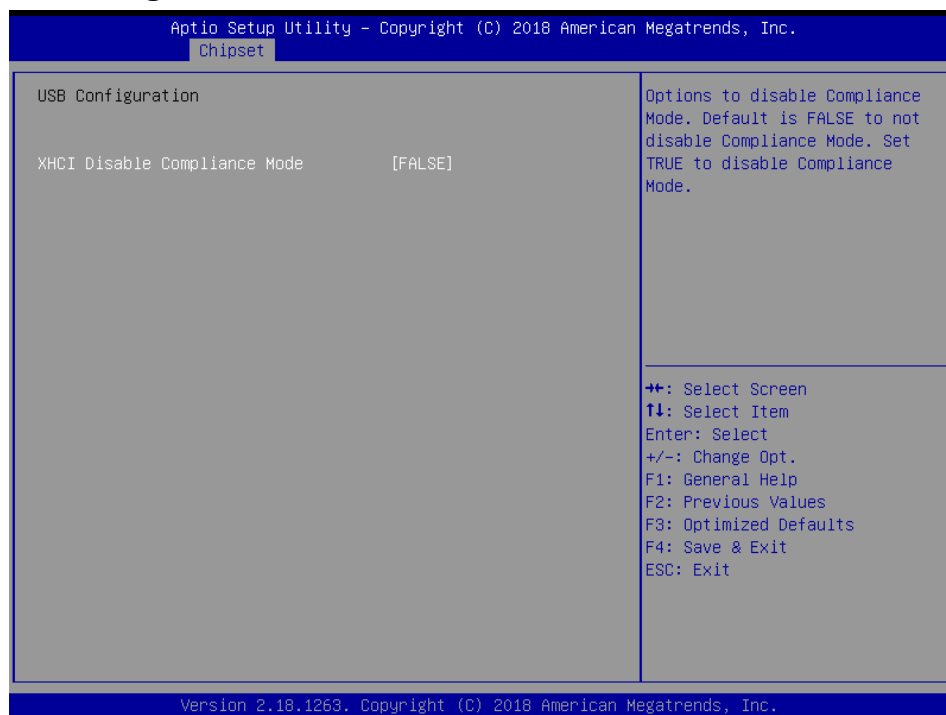 Aptio Setup Utility – Copyright (C) 2018 American Megatrends, Inc.
Chipset
USB Configuration
XHCI Disable Compliance Mode [FALSE]
Options to disable Compliance
Mode. Default is FALSE to not
disable Compliance Mode. Set
TRUE to disable Compliance
Mode.
→←: Select Screen
↑↓: Select Item
Enter: Select
+/-: Change Opt.
F1: General Help
F2: Previous Values
F3: Optimized Defaults
F4: Save & Exit
ESC: Exit
Version 2.18.1263. Copyright (C) 2018 American Megatrends, Inc.